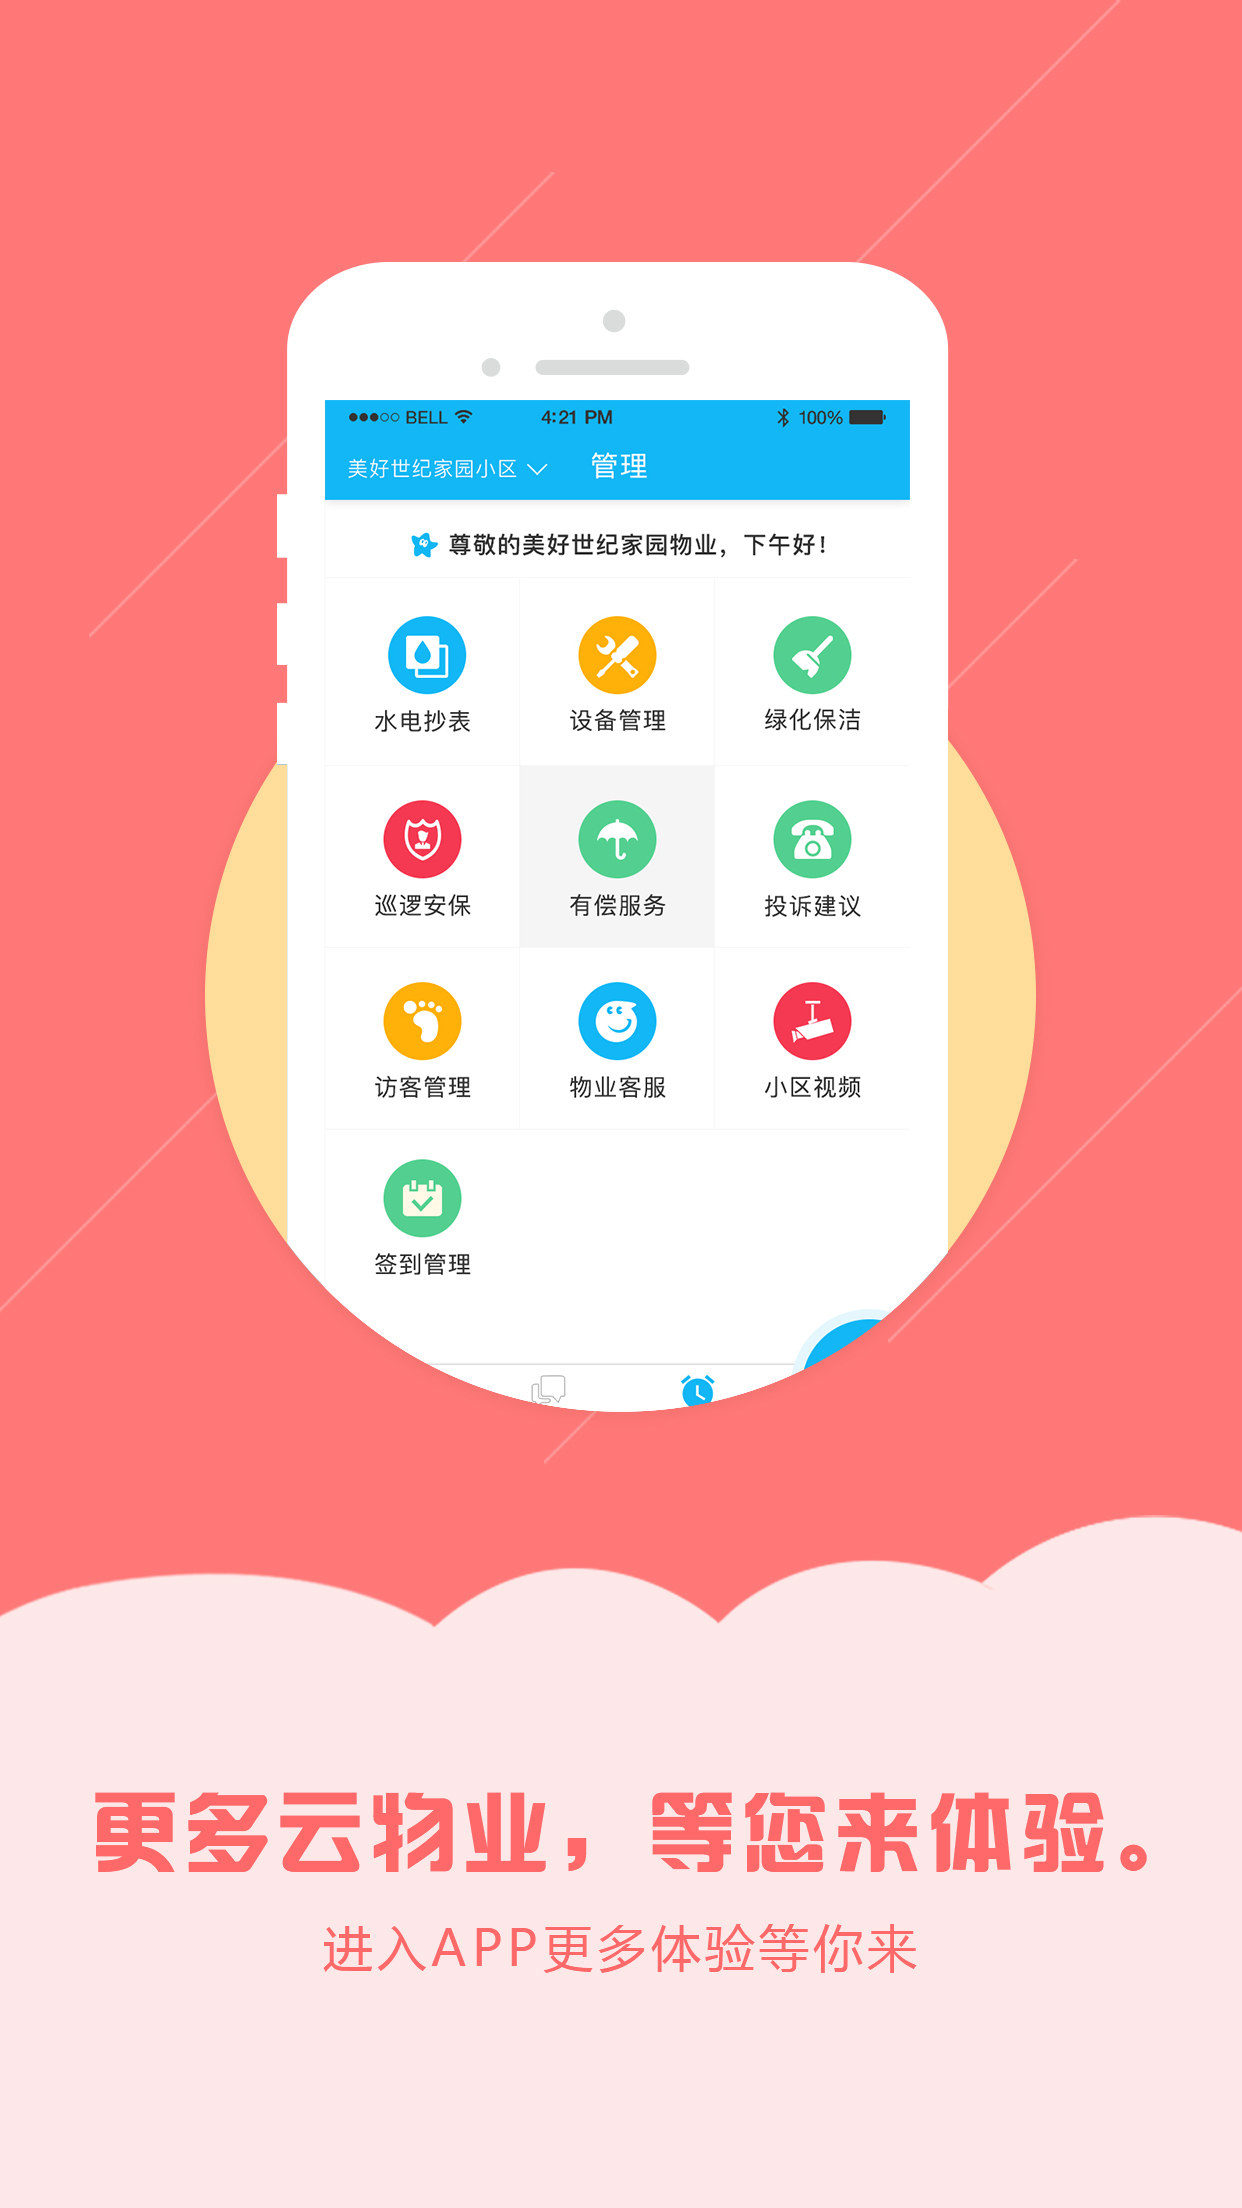 BELL 4:21 PM 100%
美好世纪家园小区 管理
尊敬的美好世纪家园物业，下午好！
水电抄表 设备管理 绿化保洁
巡逻安保 有偿服务 投诉建议
访客管理 物业客服 小区视频
签到管理
更多云物业，等您来体验。
进入APP更多体验等你来